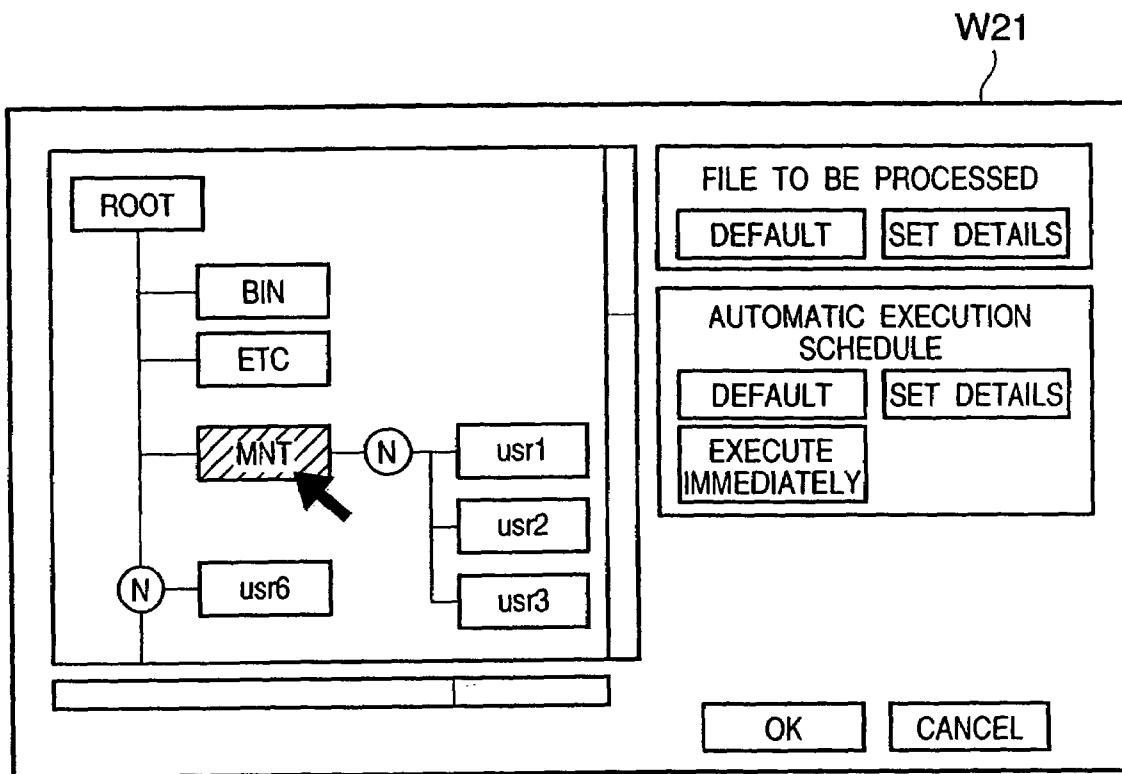 W21
ROOT
BIN
ETC
MNT
N
usr1
usr2
usr3
N
usr6
FILE TO BE PROCESSED
DEFAULT
SET DETAILS
AUTOMATIC EXECUTION
SCHEDULE
DEFAULT
SET DETAILS
EXECUTE
IMMEDIATELY
OK
CANCEL